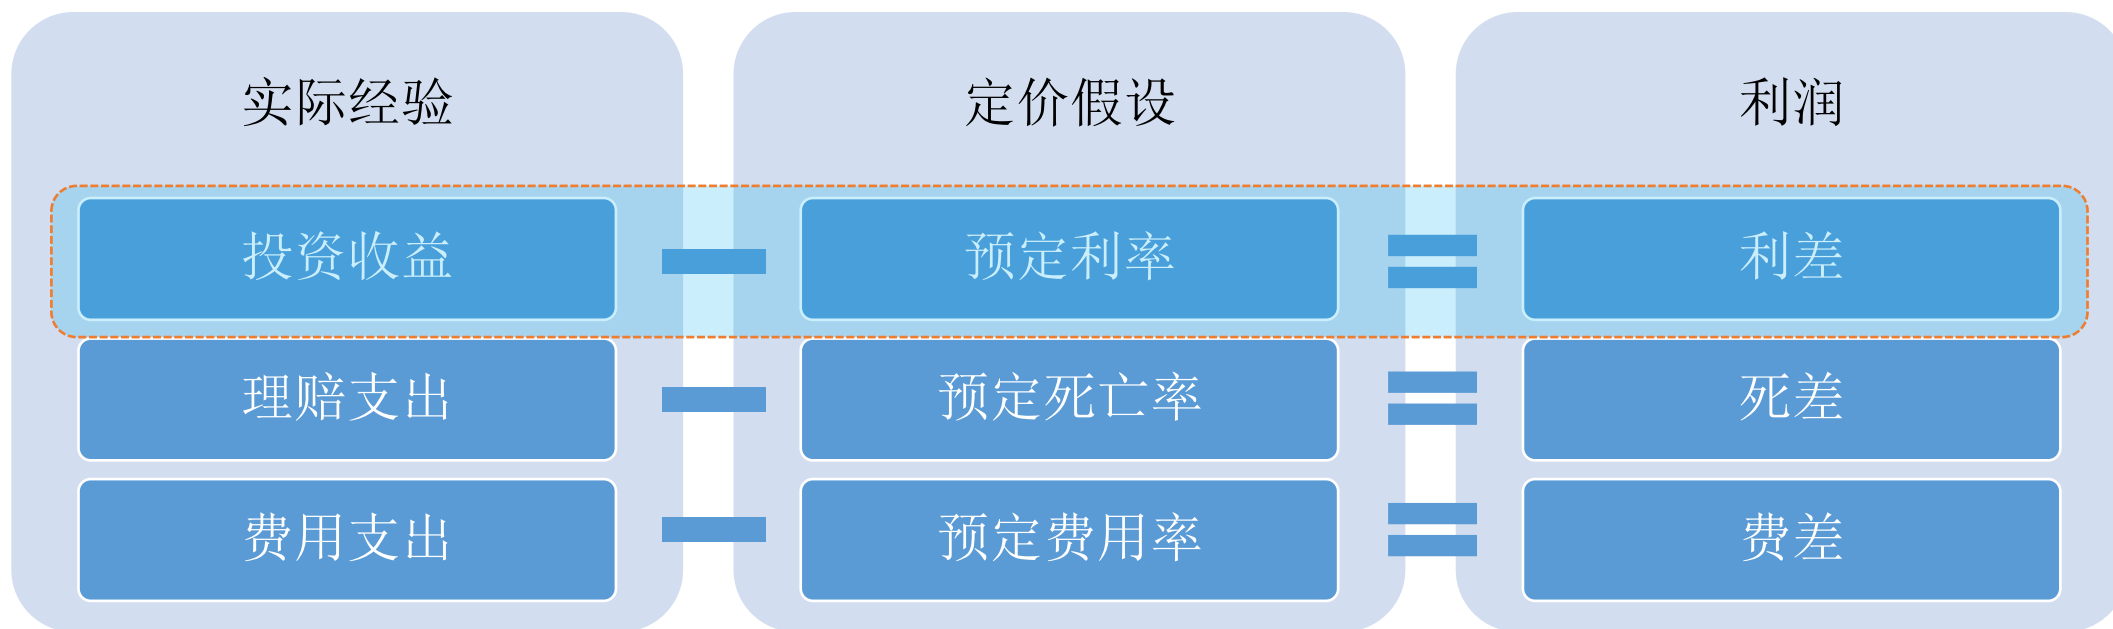 实际经验 定价假设 利润
投资收益 预定利率 利差
理赔支出 预定死亡率 死差
费用支出 预定费用率 费差